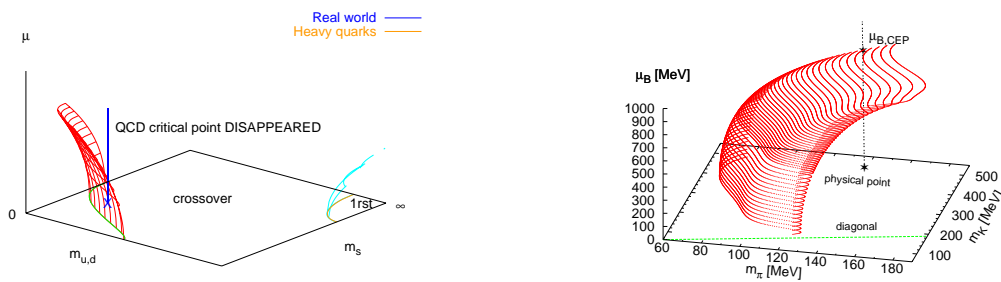 Real world
Heavy quarks
μ
QCD critical point DISAPPEARED
crossover
1rst
0
∞
m_u,d
m_s
μ_B,CEP
μ_B [MeV]
1000
900
800
700
600
500
400
300
200
100
0
physical point
diagonal
60
80
100
120
140
160
180
m_π [MeV]
100
200
300
400
500
m_K [MeV]